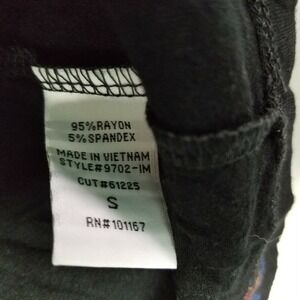 95%RAYON
5%SPANDEX
MADE IN VIETNAM
STYLE#9702-IM
CUT#61225
S
RN#101167